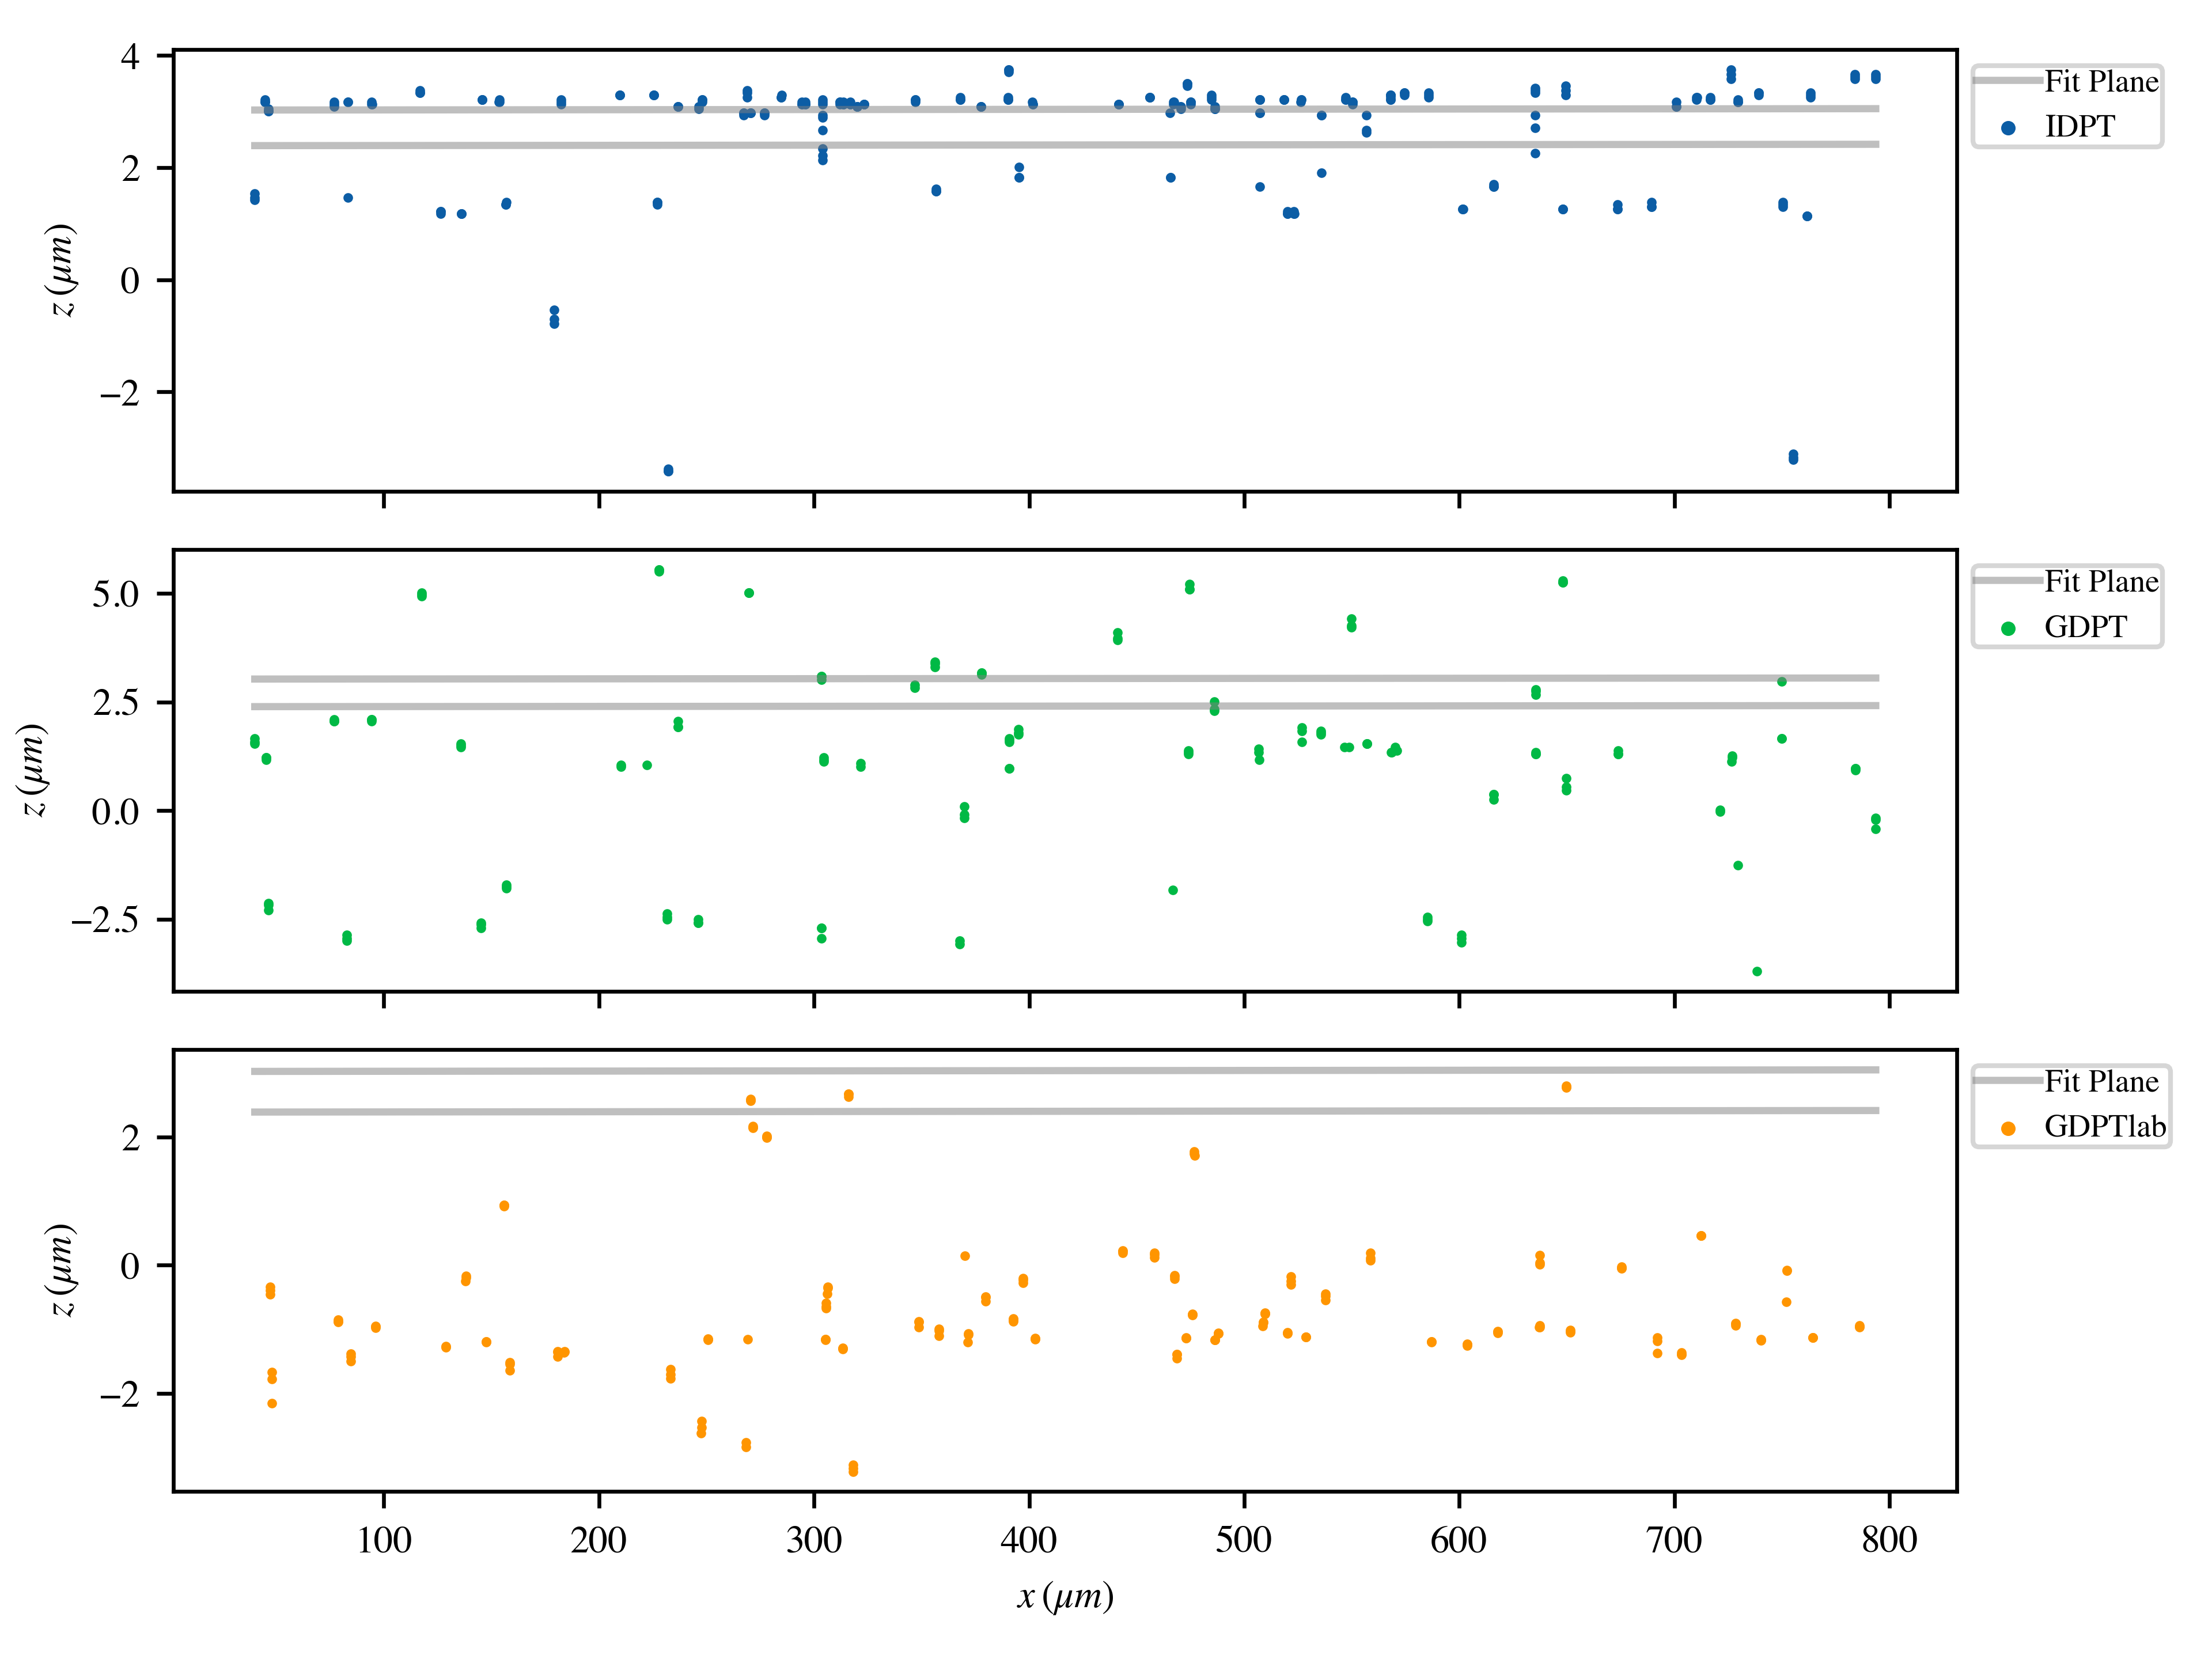 4
2
0
−2
z (μm)
Fit Plane
IDPT
5.0
2.5
0.0
−2.5
z (μm)
Fit Plane
GDPT
2
0
−2
z (μm)
Fit Plane
GDPTlab
100 200 300 400 500 600 700 800
x (μm)